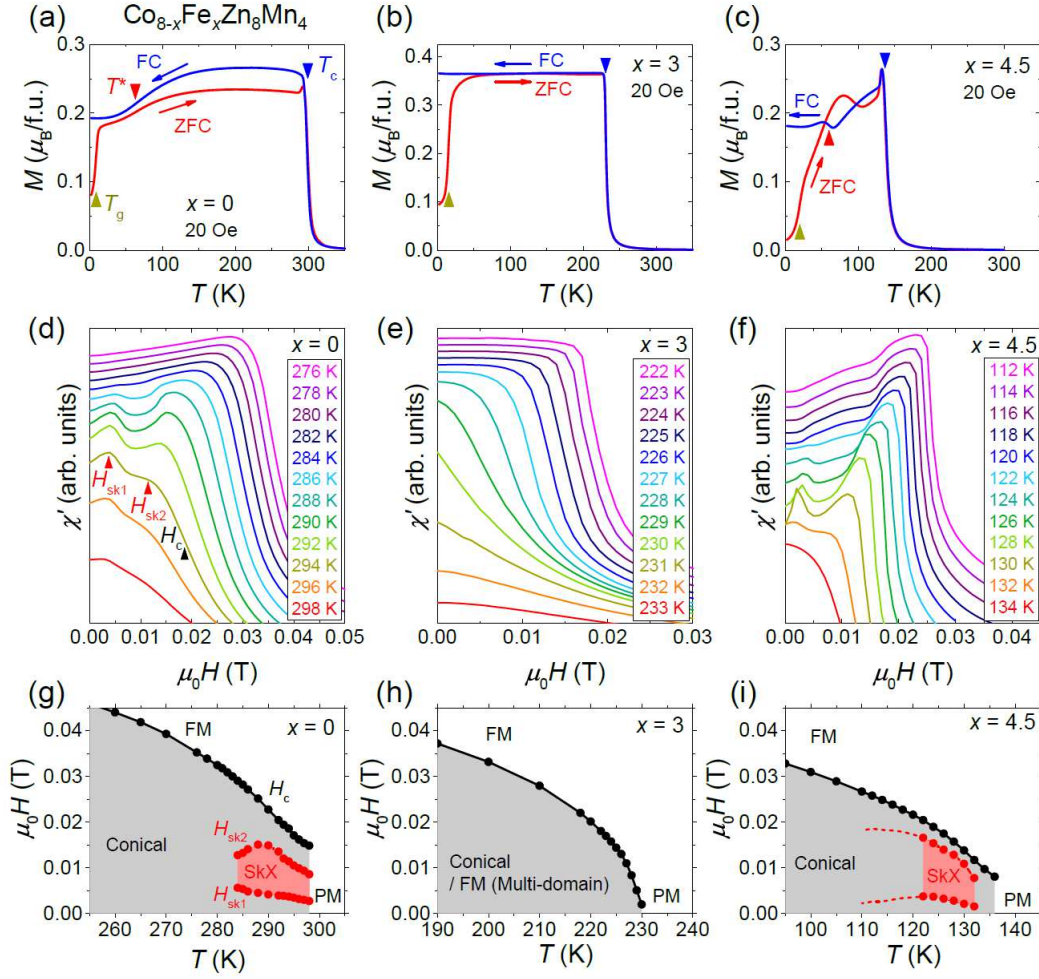 Co8-xFexZn8Mn4
(a)
0.3
0.2
0.1
0.0
M (μB/f.u.)
FC
T*
Tc
ZFC
Tg
x = 0
20 Oe
0 100 200 300
T (K)
(b)
0.4
0.3
0.2
0.1
0.0
M (μB/f.u.)
FC
x = 3
20 Oe
ZFC
0 100 200 300
T (K)
(c)
0.3
0.2
0.1
0.0
M (μB/f.u.)
x = 4.5
20 Oe
FC
ZFC
0 100 200 300
T (K)
(d)
χ′ (arb. units)
x = 0
276 K
278 K
280 K
282 K
284 K
286 K
288 K
290 K
292 K
294 K
296 K
298 K
Hsk1
Hsk2
Hc
0.00 0.01 0.02 0.03 0.04 0.05
μ0H (T)
(e)
χ′ (arb. units)
x = 3
222 K
223 K
224 K
225 K
226 K
227 K
228 K
229 K
230 K
231 K
232 K
233 K
0.00 0.01 0.02 0.03
μ0H (T)
(f)
χ′ (arb. units)
x = 4.5
112 K
114 K
116 K
118 K
120 K
122 K
124 K
126 K
128 K
130 K
132 K
134 K
0.00 0.01 0.02 0.03 0.04
μ0H (T)
(g)
0.04
0.03
0.02
0.01
0.00
μ0H (T)
FM
x = 0
Hc
Hsk2
Conical
SkX
Hsk1
PM
260 270 280 290 300
T (K)
(h)
0.04
0.03
0.02
0.01
0.00
μ0H (T)
x = 3
FM
Conical
/ FM (Multi-domain)
PM
190 200 210 220 230 240
T (K)
(i)
0.04
0.03
0.02
0.01
0.00
μ0H (T)
x = 4.5
FM
Conical
SkX
PM
100 110 120 130 140
T (K)